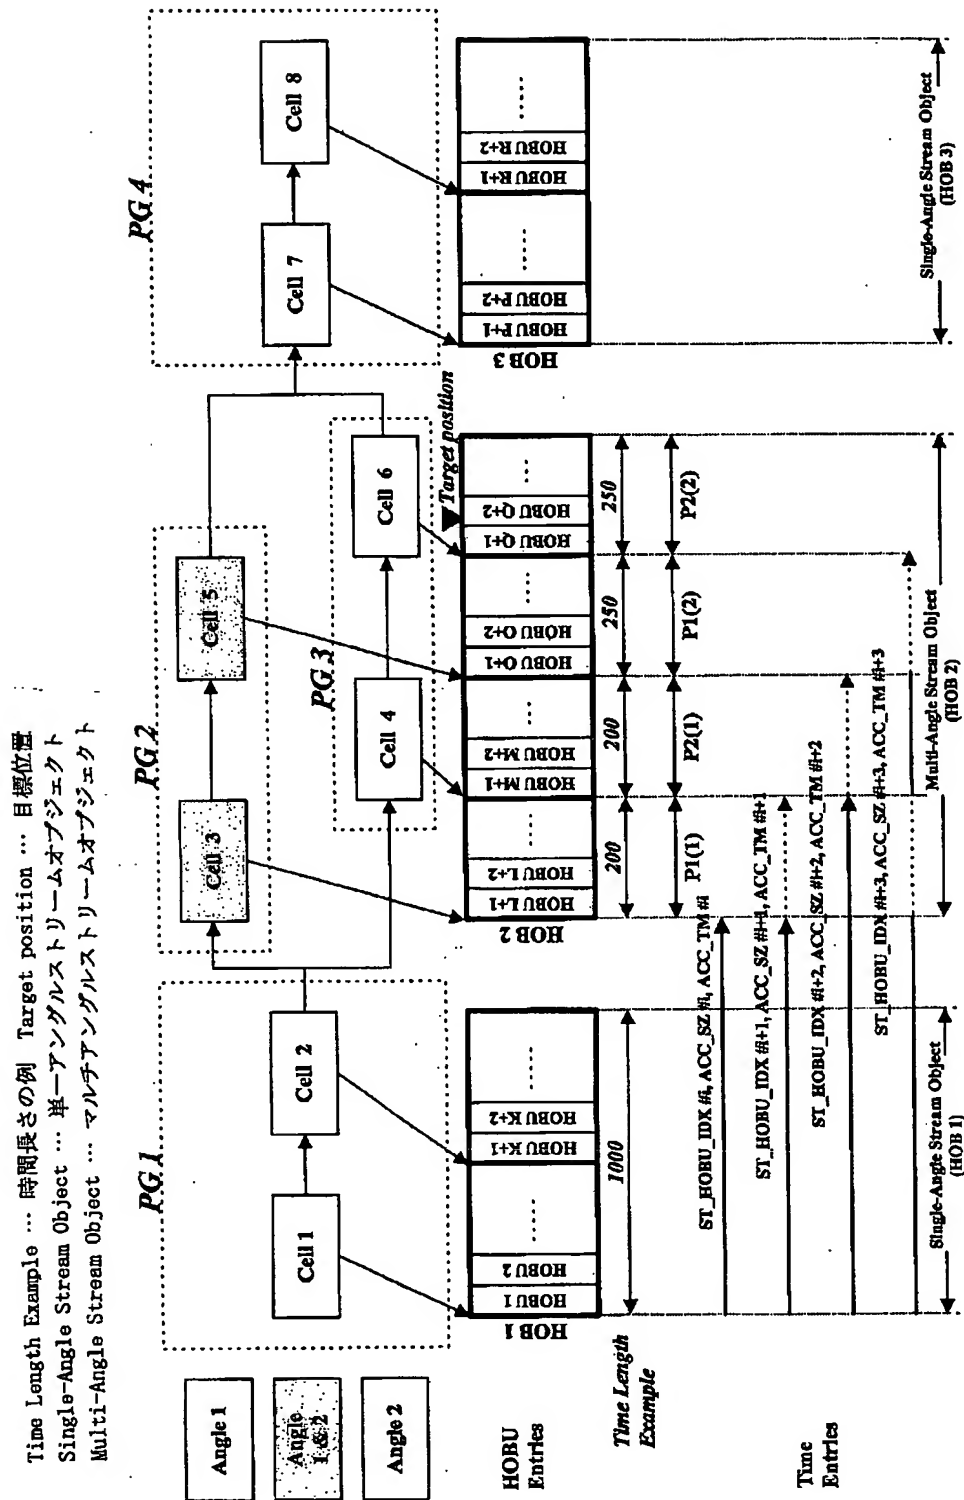 Time Length Example … 時間長さの例 Target position … 目標位置
Single-Angle Stream Object … 単一アングルストリームオブジェクト
Multi-Angle Stream Object … マルチアングルストリームオブジェクト
Angle 1
Angle
1 & 2
Angle 2
PG 1
Cell 1
Cell 2
PG 2
Cell 3
Cell 5
PG 3
Cell 4
Cell 6
PG 4
Cell 7
Cell 8
Target position
HOBU
Entries
HOB 1
HOBU 1
HOBU 2
......
HOBU K+1
HOBU K+2
......
HOB 2
HOBU L+1
HOBU L+2
....
HOBU M+1
HOBU M+2
....
HOBU O+1
HOBU O+2
....
HOBU Q+1
HOBU Q+2
....
HOB 3
HOBU P+1
HOBU P+2
......
HOBU R+1
HOBU R+2
......
Time Length
Example
1000
200
200
250
250
P1(1)
P2(1)
P1(2)
P2(2)
Time
Entries
ST_HOBU_IDX #i, ACC_SZ #i, ACC_TM #i
ST_HOBU_IDX #i+1, ACC_SZ #i+1, ACC_TM #i+1
ST_HOBU_IDX #i+2, ACC_SZ #i+2, ACC_TM #i+2
ST_HOBU_IDX #i+3, ACC_SZ #i+3, ACC_TM #i+3
Single-Angle Stream Object
(HOB 1)
Multi-Angle Stream Object
(HOB 2)
Single-Angle Stream Object
(HOB 3)